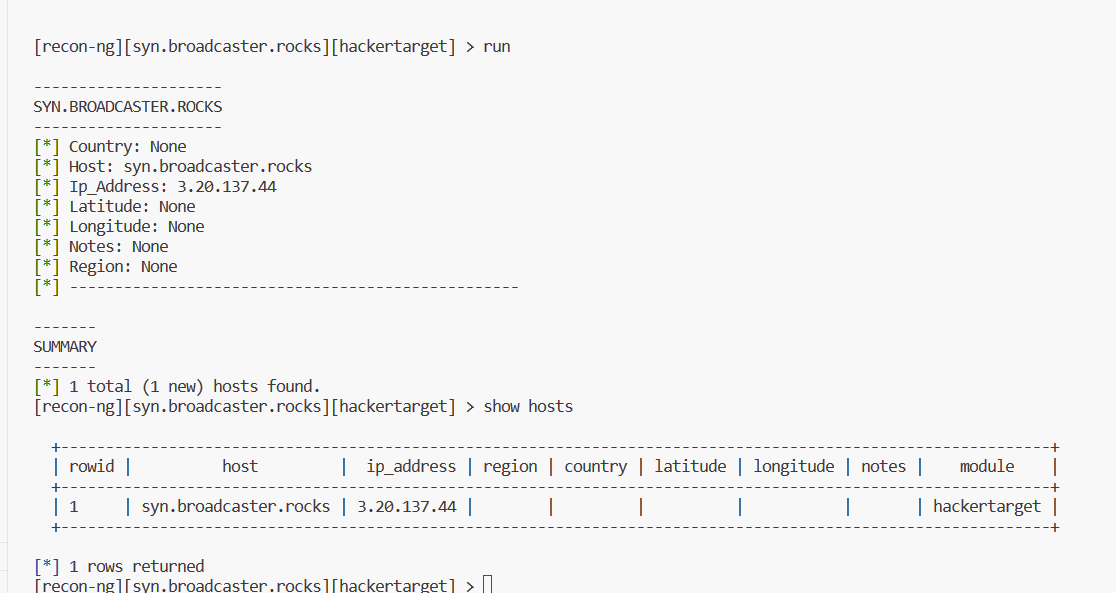 [recon-ng][syn.broadcaster.rocks][hackertarget] > run
---------------------
SYN.BROADCASTER.ROCKS
---------------------
[*] Country: None
[*] Host: syn.broadcaster.rocks
[*] Ip_Address: 3.20.137.44
[*] Latitude: None
[*] Longitude: None
[*] Notes: None
[*] Region: None
[*] --------------------------------------------------
-------
SUMMARY
-------
[*] 1 total (1 new) hosts found.
[recon-ng][syn.broadcaster.rocks][hackertarget] > show hosts
+--------------------------------------------------------------------------------------------------------------+
| rowid | host | ip_address | region | country | latitude | longitude | notes | module |
+--------------------------------------------------------------------------------------------------------------+
| 1 | syn.broadcaster.rocks | 3.20.137.44 | | | | | | hackertarget |
+--------------------------------------------------------------------------------------------------------------+
[*] 1 rows returned
[recon-ng][syn.broadcaster.rocks][hackertarget] >